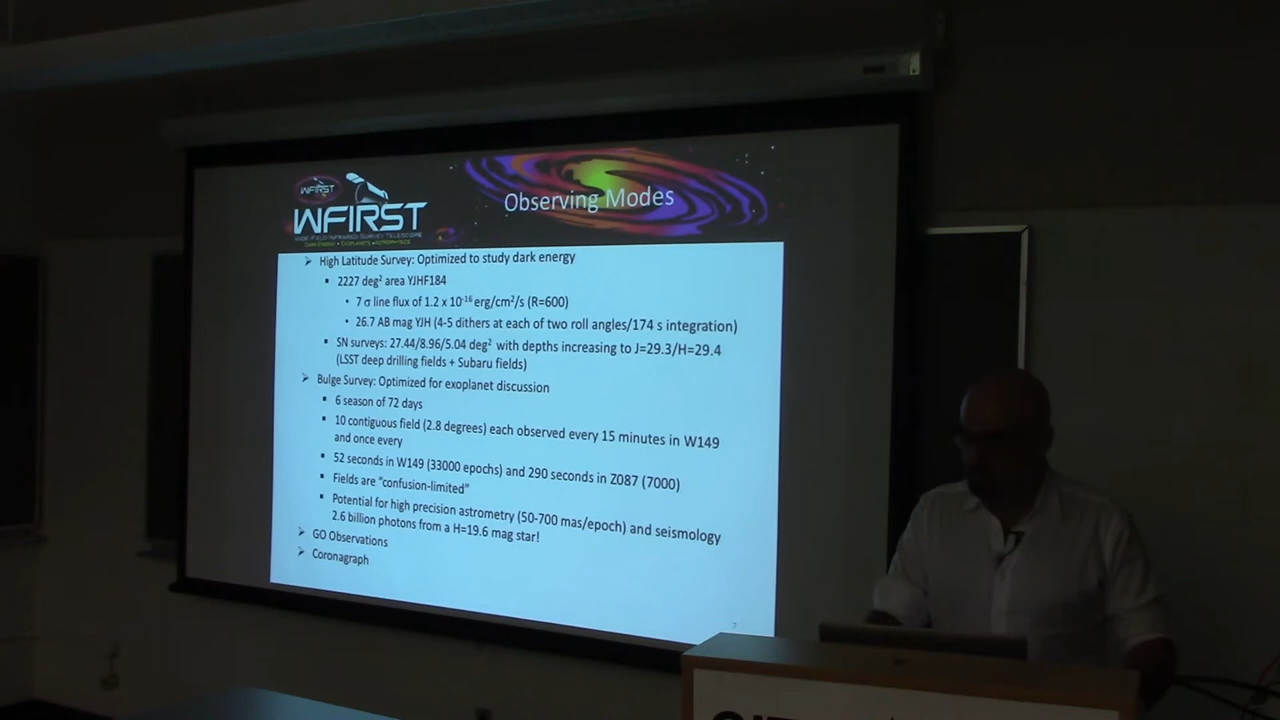 WFIRST
WFIRST
WIDE-FIELD INFRARED SURVEY TELESCOPE
DARK ENERGY • EXOPLANETS • ASTROPHYSICS
Observing Modes
High Latitude Survey: Optimized to study dark energy
2227 deg² area YJHF184
7 σ line flux of 1.2 x 10⁻¹⁶ erg/cm²/s (R=600)
26.7 AB mag YJH (4-5 dithers at each of two roll angles/174 s integration)
SN surveys: 27.44/8.96/5.04 deg² with depths increasing to J=29.3/H=29.4
(LSST deep drilling fields + Subaru fields)
Bulge Survey: Optimized for exoplanet discussion
6 season of 72 days
10 contiguous field (2.8 degrees) each observed every 15 minutes in W149
and once every
52 seconds in W149 (33000 epochs) and 290 seconds in Z087 (7000)
Fields are "confusion-limited"
Potential for high precision astrometry (50-700 mas/epoch) and seismology
2.6 billion photons from a H=19.6 mag star!
GO Observations
Coronagraph
7